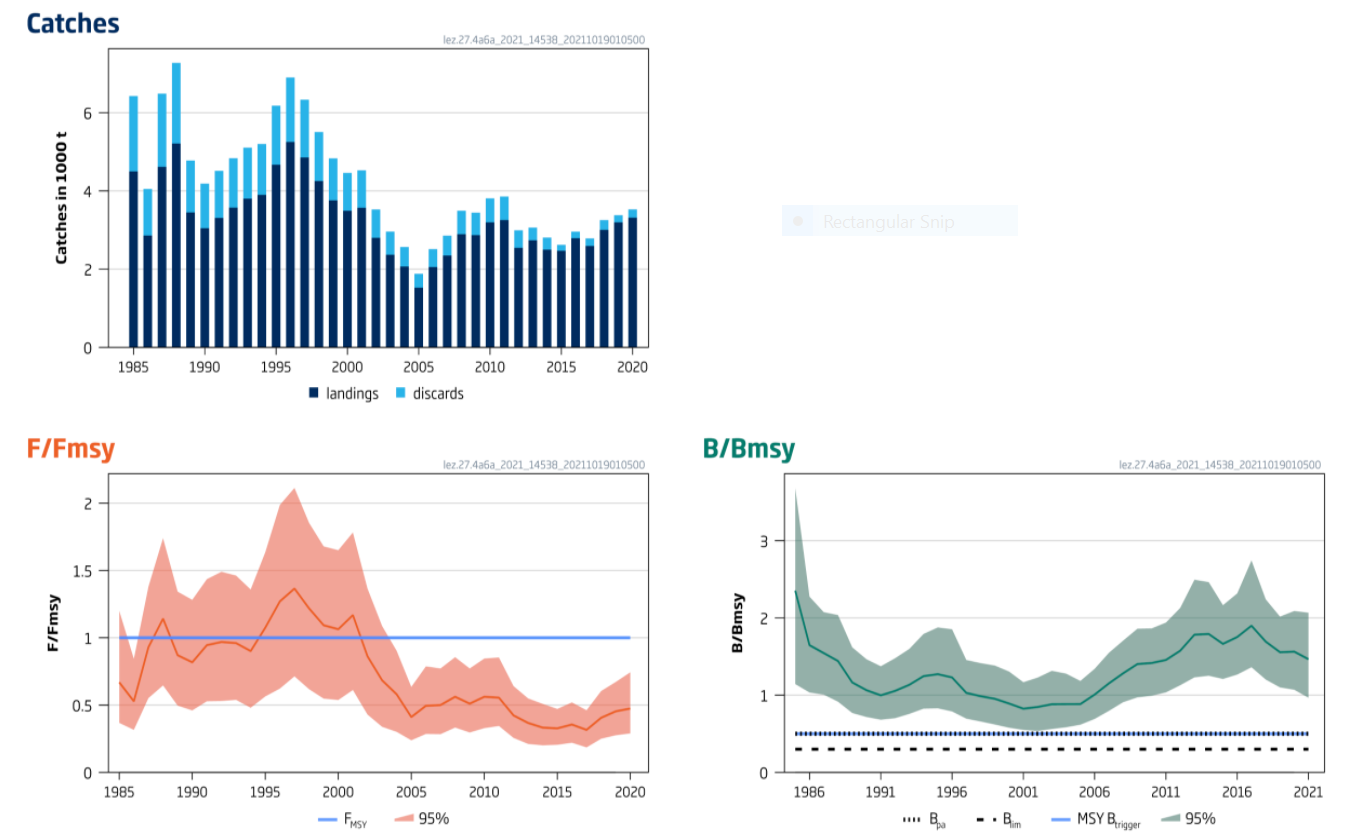 Catches
lez.27.4a6a_2021_14538_20211019010500
Catches in 1000 t
6
4
2
0
1985 1990 1995 2000 2005 2010 2015 2020
landings discards
Rectangular Snip
F/Fmsy
lez.27.4a6a_2021_14538_20211019010500
F/Fmsy
2
1.5
1
0.5
0
1985 1990 1995 2000 2005 2010 2015 2020
FMSY 95%
B/Bmsy
lez.27.4a6a_2021_14538_20211019010500
B/Bmsy
3
2
1
0
1986 1991 1996 2001 2006 2011 2016 2021
Bpa Blim MSY Btrigger 95%